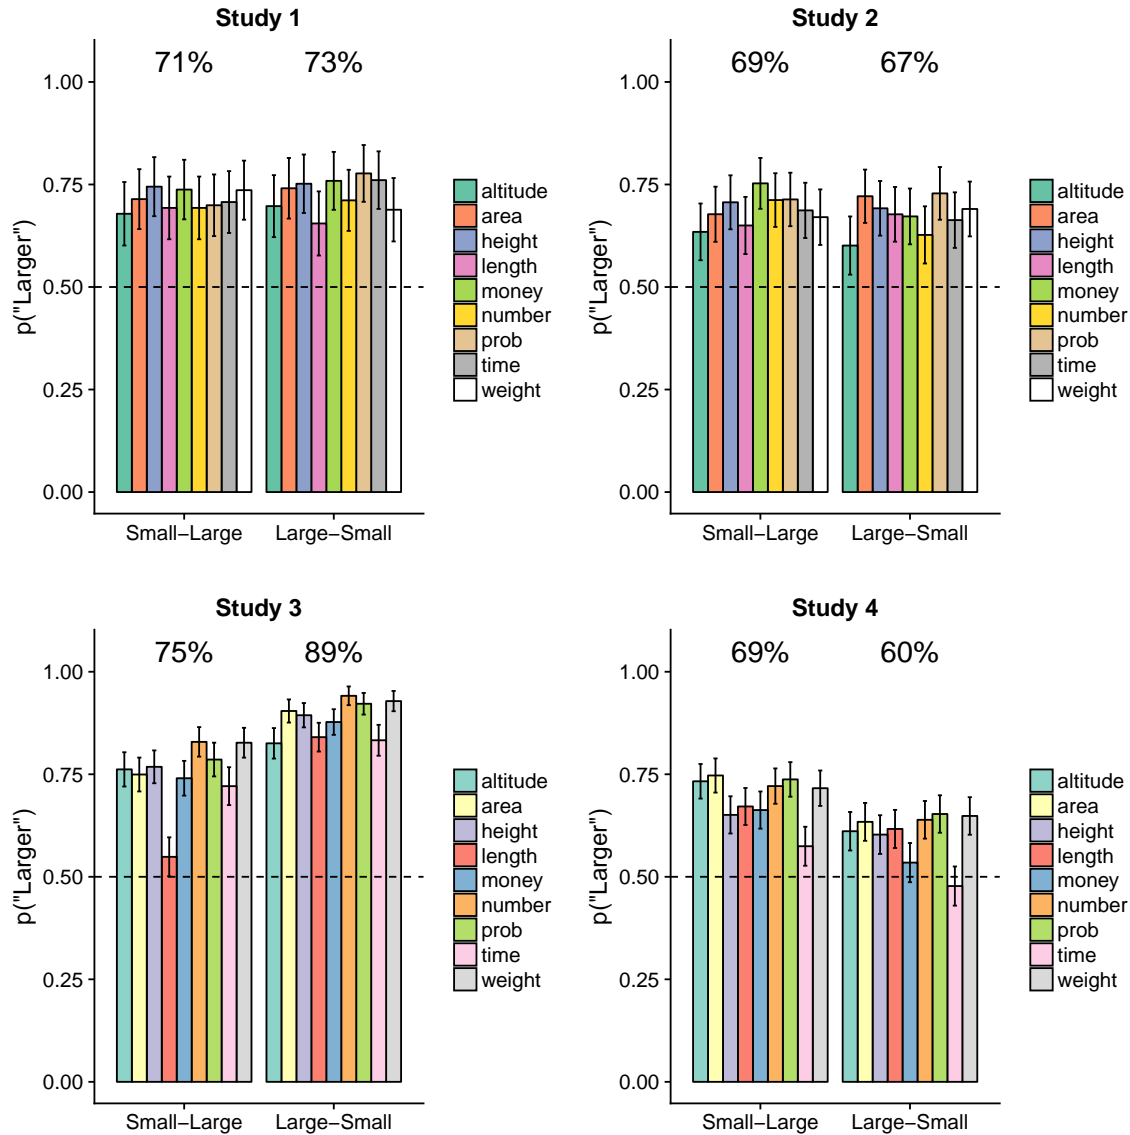 Study 1
71% 73%
1.00
0.75
0.50
0.25
0.00
p("Larger")
Small−Large Large−Small
altitude
area
height
length
money
number
prob
time
weight
Study 2
69% 67%
1.00
0.75
0.50
0.25
0.00
p("Larger")
Small−Large Large−Small
altitude
area
height
length
money
number
prob
time
weight
Study 3
75% 89%
1.00
0.75
0.50
0.25
0.00
p("Larger")
Small−Large Large−Small
altitude
area
height
length
money
number
prob
time
weight
Study 4
69% 60%
1.00
0.75
0.50
0.25
0.00
p("Larger")
Small−Large Large−Small
altitude
area
height
length
money
number
prob
time
weight